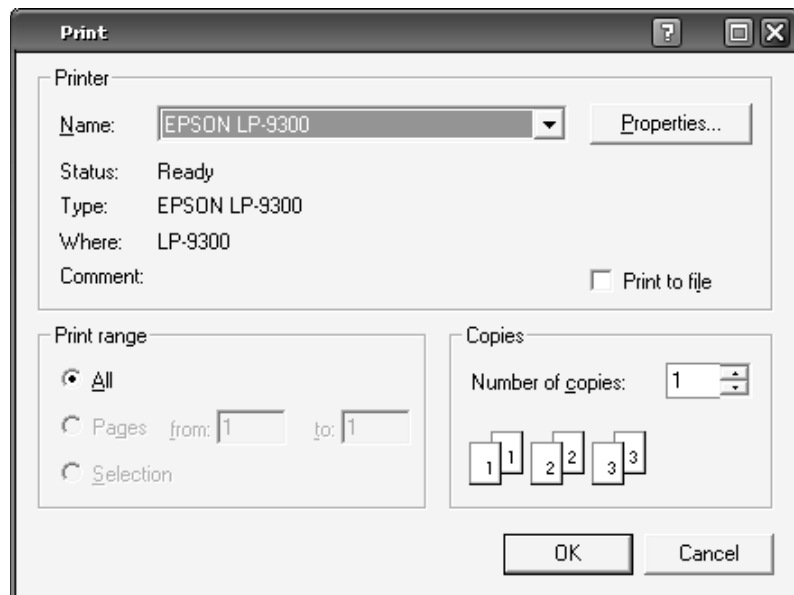 Print
Printer
Name: EPSON LP-9300 Properties...
Status: Ready
Type: EPSON LP-9300
Where: LP-9300
Comment:
Print to file
Print range
All
Pages from: 1 to: 1
Selection
Copies
Number of copies: 1
1 1 2 2 3 3
OK Cancel